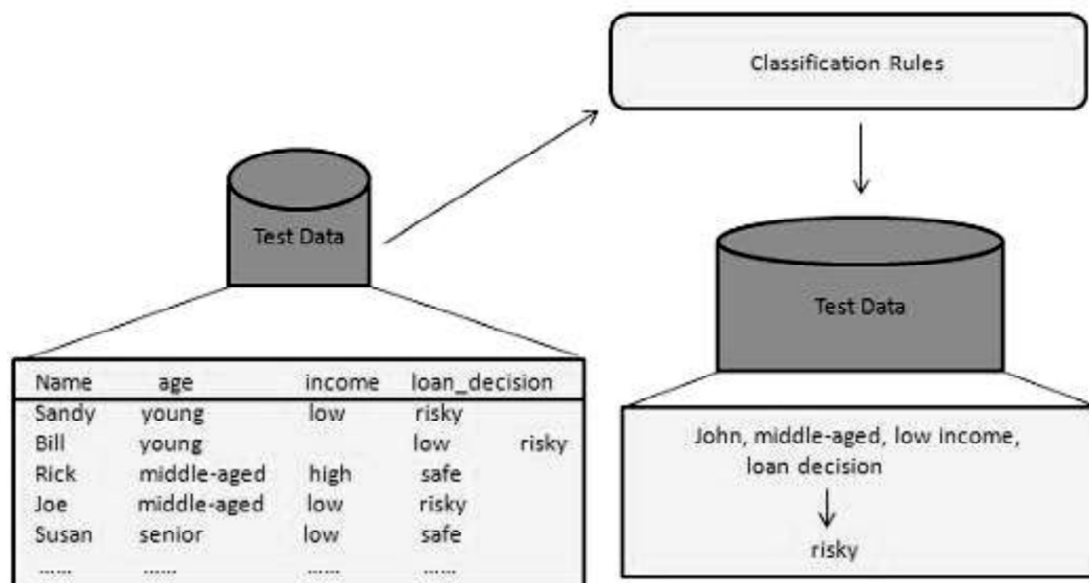 Classification Rules
Test Data
Test Data
Name age income loan_decision
Sandy young low risky
Bill young low risky
Rick middle-aged high safe
Joe middle-aged low risky
Susan senior low safe
...... ...... ...... ......
John, middle-aged, low income,
loan decision
risky